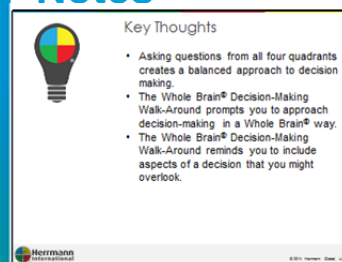 Notes
Key Thoughts
• Asking questions from all four quadrants
creates a balanced approach to decision
making.
• The Whole Brain® Decision-Making
Walk-Around prompts you to approach
decision-making in a Whole Brain® way.
• The Whole Brain® Decision-Making
Walk-Around reminds you to include
aspects of a decision that you might
overlook.
Herrmann
International